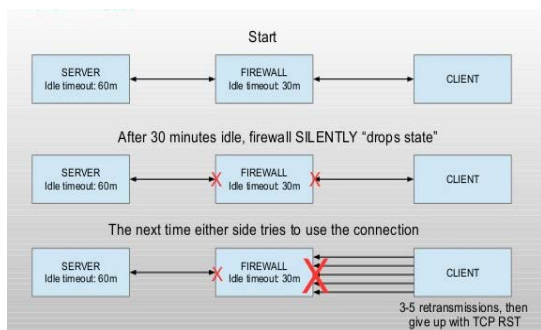 Start
SERVER
Idle timeout: 60m
FIREWALL
Idle timeout: 30m
CLIENT
After 30 minutes idle, firewall SILENTLY “drops state”
SERVER
Idle timeout: 60m
FIREWALL
Idle timeout: 30m
CLIENT
The next time either side tries to use the connection
SERVER
Idle timeout: 60m
FIREWALL
Idle timeout: 30m
CLIENT
3-5 retransmissions, then
give up with TCP RST